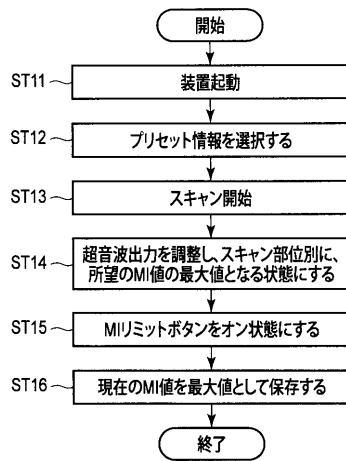 開始
ST11
装置起動
ST12
プリセット情報を選択する
ST13
スキャン開始
ST14
超音波出力を調整し、スキャン部位別に、
所望のMI値の最大値となる状態にする
ST15
MIリミットボタンをオン状態にする
ST16
現在のMI値を最大値として保存する
終了